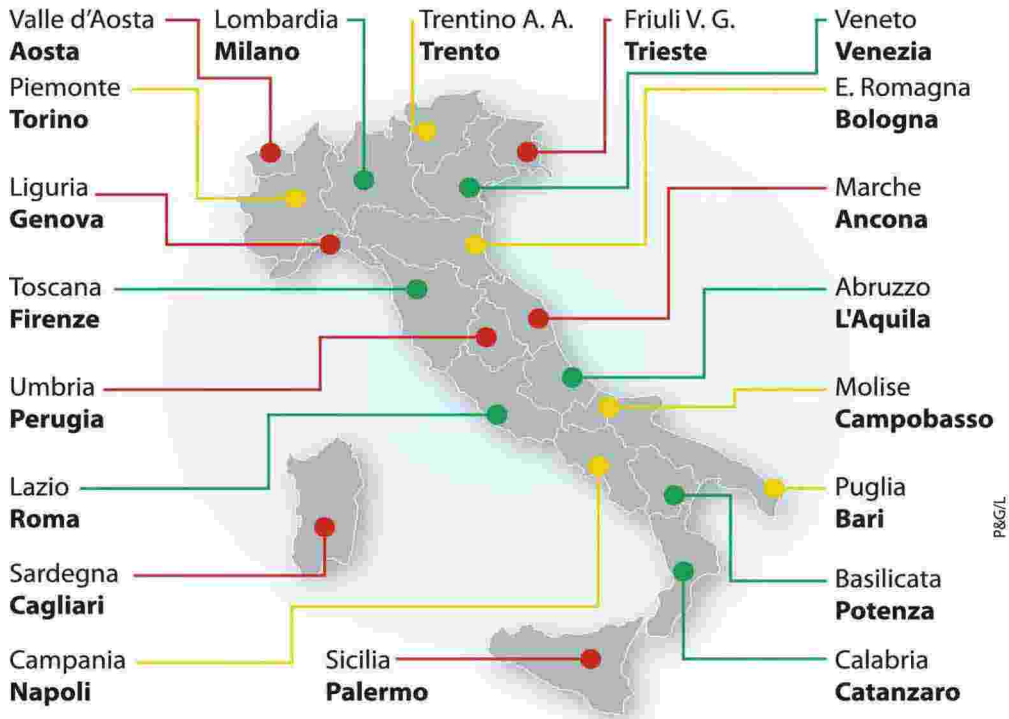 Valle d'Aosta
Aosta
Lombardia
Milano
Trentino A. A.
Trento
Friuli V. G.
Trieste
Veneto
Venezia
Piemonte
Torino
E. Romagna
Bologna
Liguria
Genova
Marche
Ancona
Toscana
Firenze
Abruzzo
L'Aquila
Umbria
Perugia
Molise
Campobasso
Lazio
Roma
Puglia
Bari
P&G/L
Sardegna
Cagliari
Basilicata
Potenza
Campania
Napoli
Sicilia
Palermo
Calabria
Catanzaro